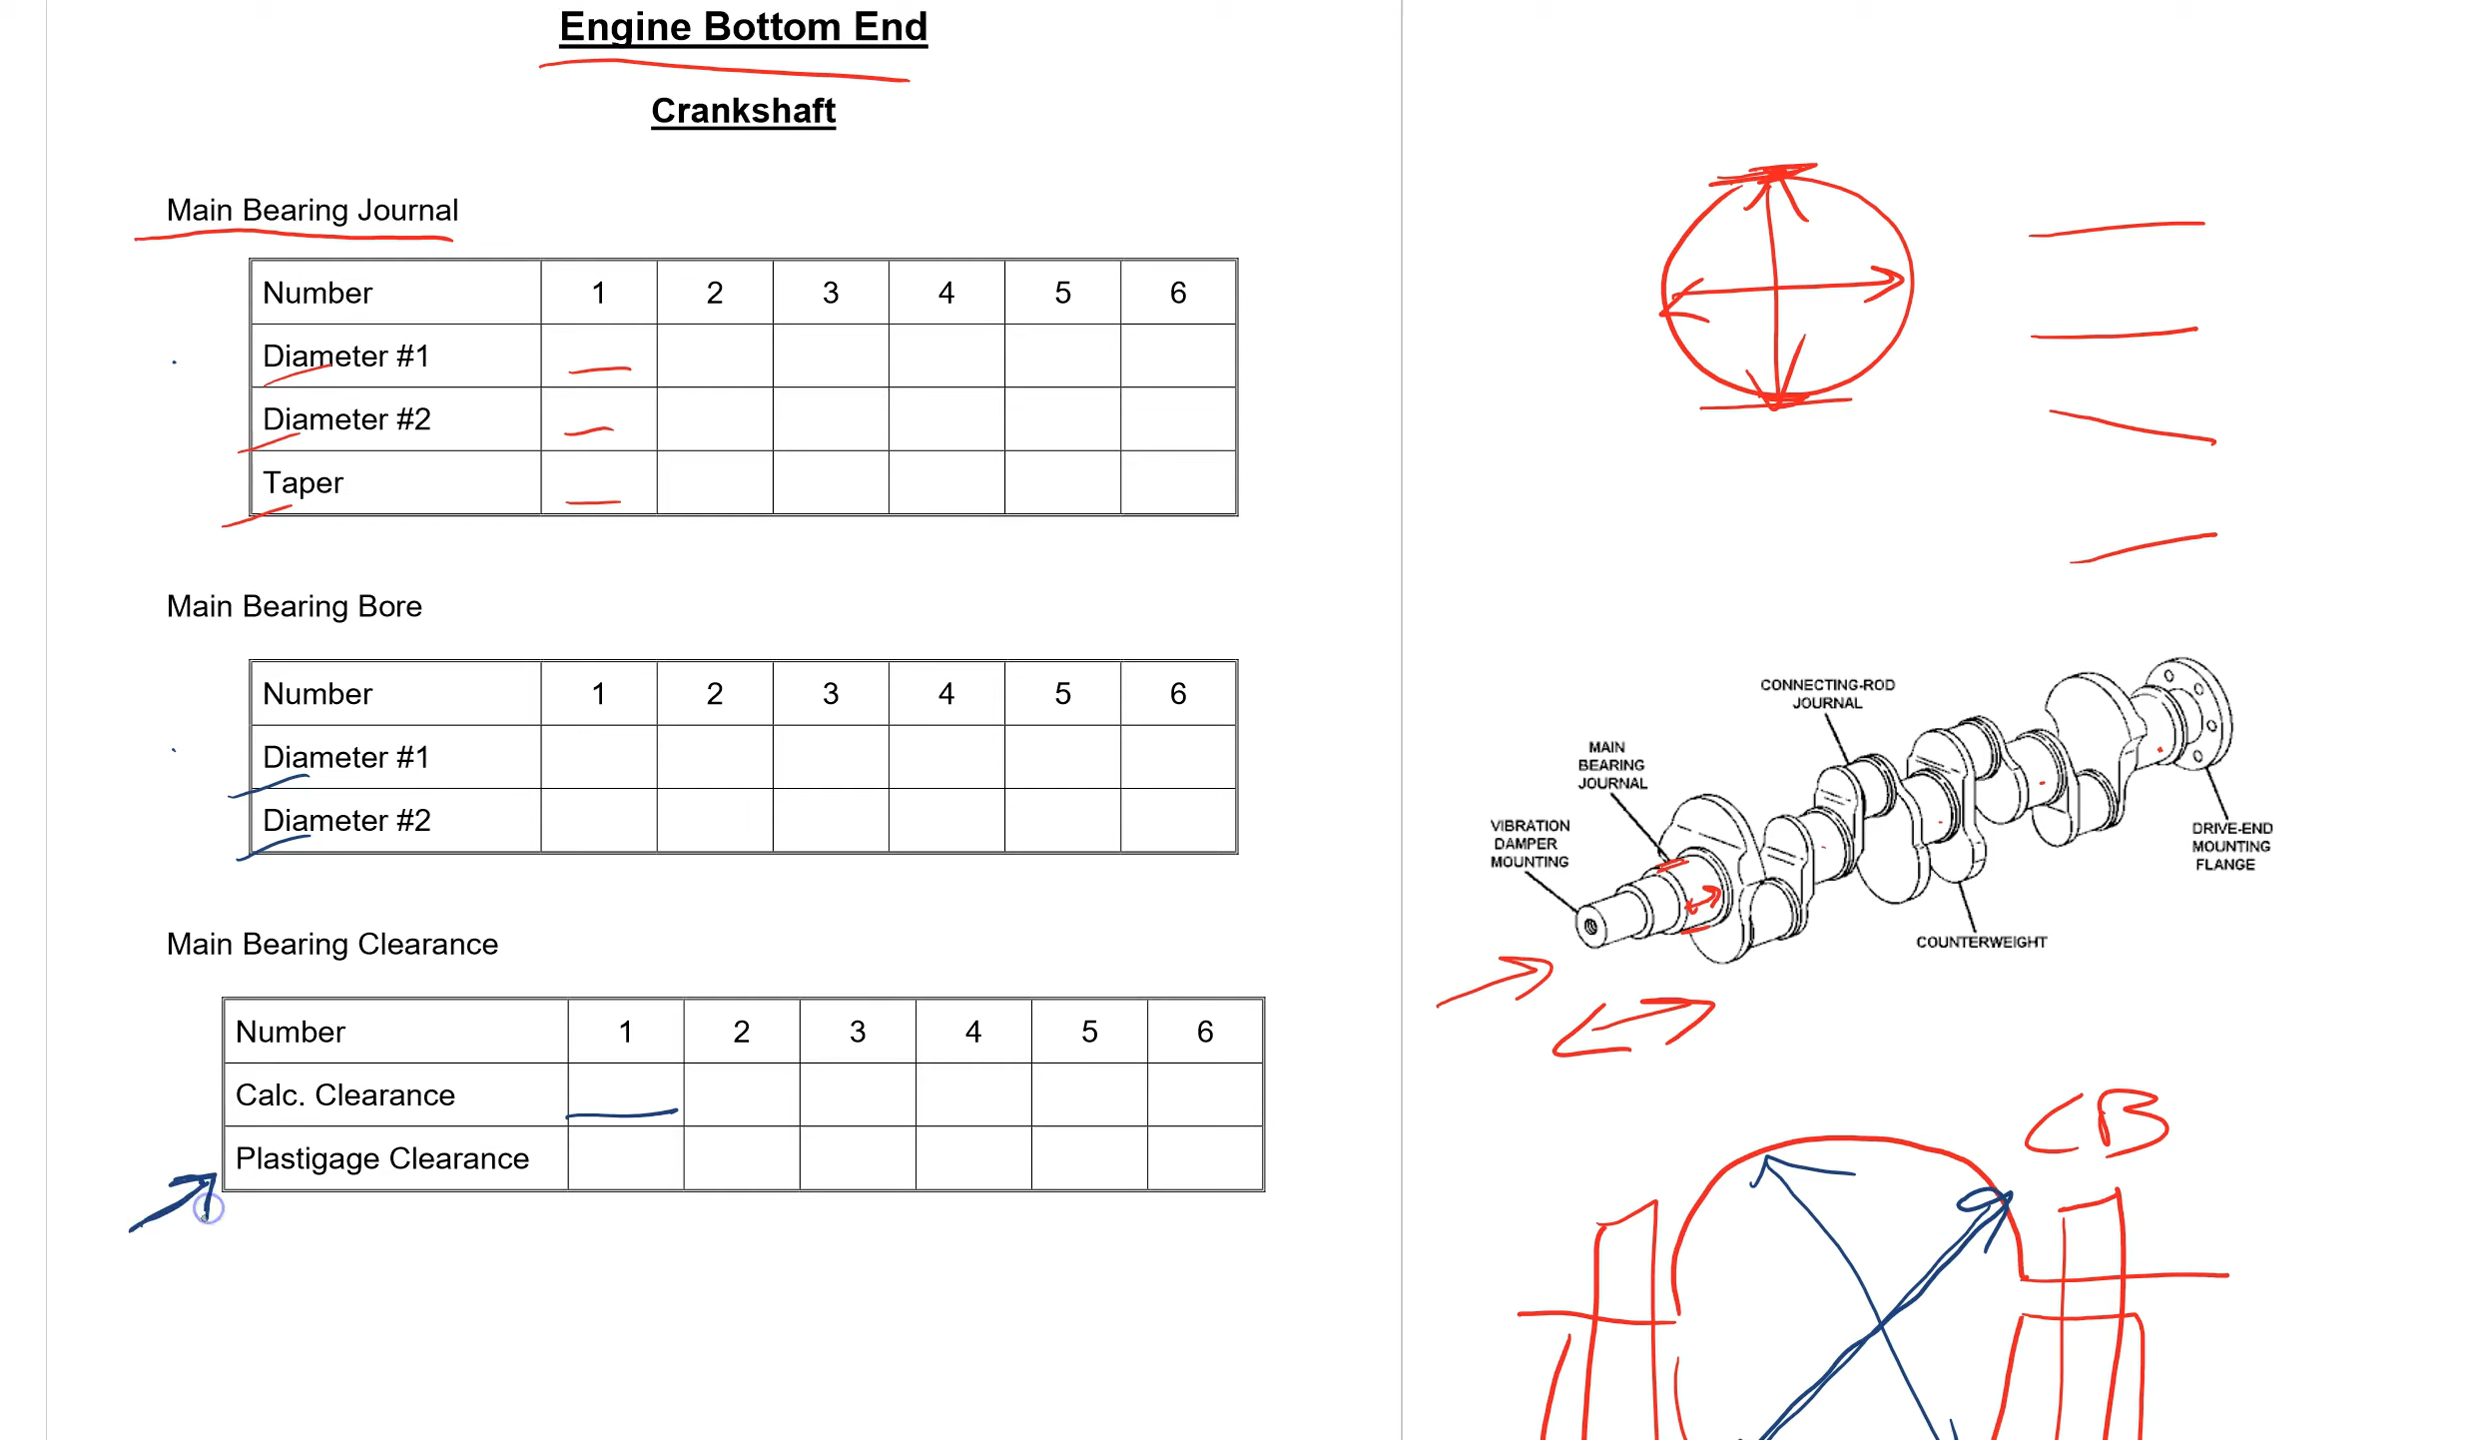 Engine Bottom End
Crankshaft
Main Bearing Journal
Number 1 2 3 4 5 6
Diameter #1
Diameter #2
Taper
Main Bearing Bore
Number 1 2 3 4 5 6
Diameter #1
Diameter #2
Main Bearing Clearance
Number 1 2 3 4 5 6
Calc. Clearance
Plastigage Clearance
CONNECTING-ROD
JOURNAL
MAIN
BEARING
JOURNAL
VIBRATION
DAMPER
MOUNTING
DRIVE-END
MOUNTING
FLANGE
COUNTERWEIGHT
CB